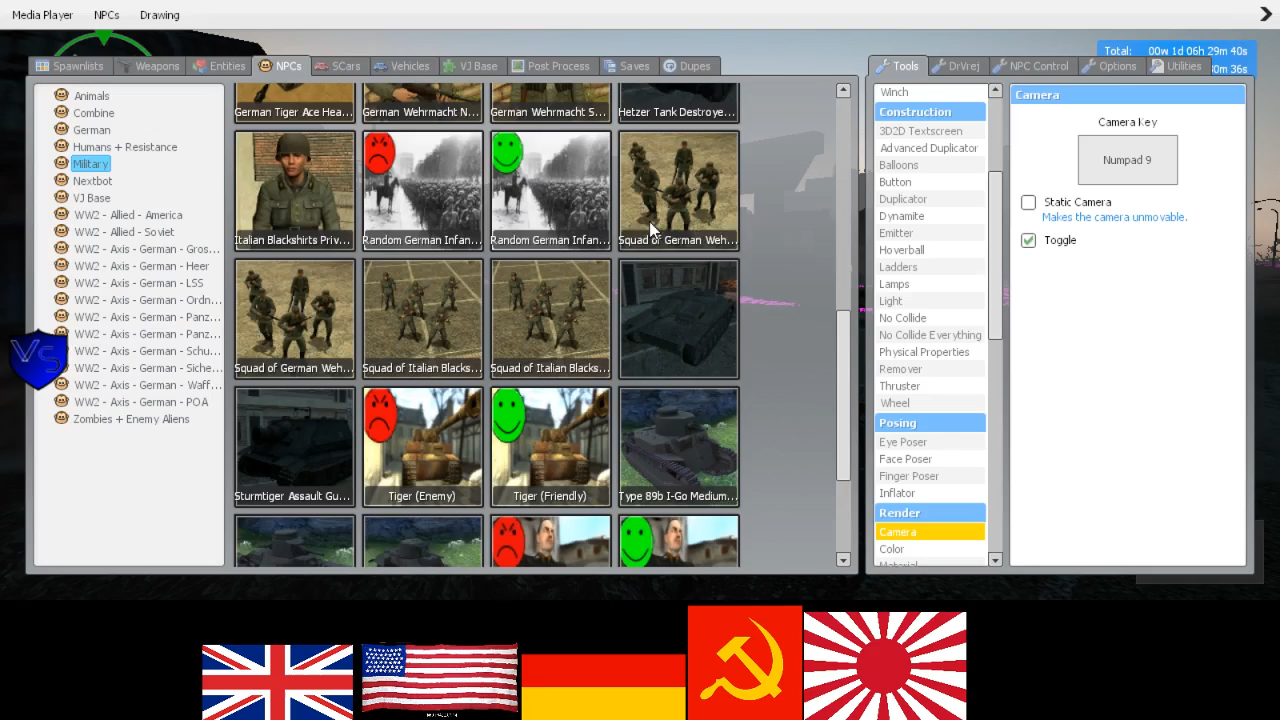 Media Player NPCs Drawing
Total: 00w 1d 06h 29m 40s
30m 36s
Spawnlists Weapons Entities NPCs SCars Vehicles VJ Base Post Process Saves Dupes
Tools DrVrej NPC Control Options Utilities
Animals
Combine
German
Humans + Resistance
Military
Nextbot
VJ Base
WW2 - Allied - America
WW2 - Allied - Soviet
WW2 - Axis - German - Gros...
WW2 - Axis - German - Heer
WW2 - Axis - German - LSS
WW2 - Axis - German - Ordn...
WW2 - Axis - German - Panz...
WW2 - Axis - German - Panz...
WW2 - Axis - German - Schu...
WW2 - Axis - German - Siche...
WW2 - Axis - German - Waff...
WW2 - Axis - German - POA
Zombies + Enemy Aliens
VS
German Tiger Ace Hea... German Wehrmacht N... German Wehrmacht S... Hetzer Tank Destroye...
Italian Blackshirts Priv... Random German Infan... Random German Infan... Squad of German Weh...
Squad of German Weh... Squad of Italian Blacks... Squad of Italian Blacks...
Sturmtiger Assault Gu... Tiger (Enemy) Tiger (Friendly) Type 89b I-Go Medium...
Winch
Construction
3D2D Textscreen
Advanced Duplicator
Balloons
Button
Duplicator
Dynamite
Emitter
Hoverball
Ladders
Lamps
Light
No Collide
No Collide Everything
Physical Properties
Remover
Thruster
Wheel
Posing
Eye Poser
Face Poser
Finger Poser
Inflator
Render
Camera
Color
Material
Camera
Camera Key
Numpad 9
Static Camera
Makes the camera unmovable.
Toggle